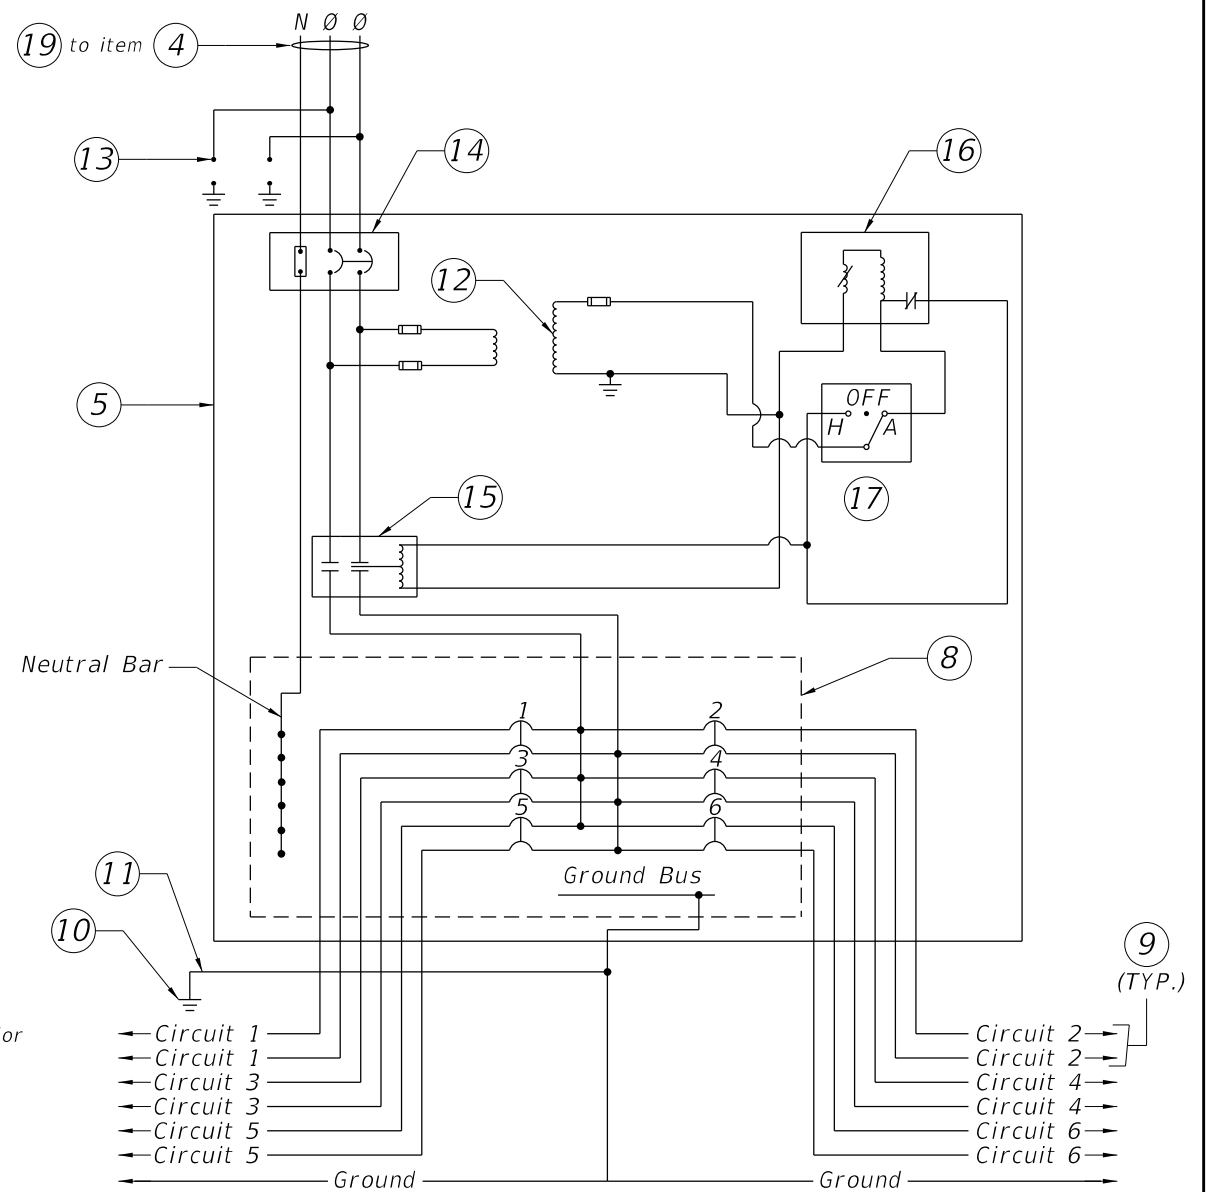 N Ø Ø
19 to item 4
13
14
16
12
5
OFF
H A
17
15
Neutral Bar
8
1 2
3 4
5 6
Ground Bus
11
10
9
(TYP.)
or
Circuit 1 Circuit 2
Circuit 1 Circuit 2
Circuit 3 Circuit 4
Circuit 3 Circuit 4
Circuit 5 Circuit 6
Circuit 5 Circuit 6
Ground Ground